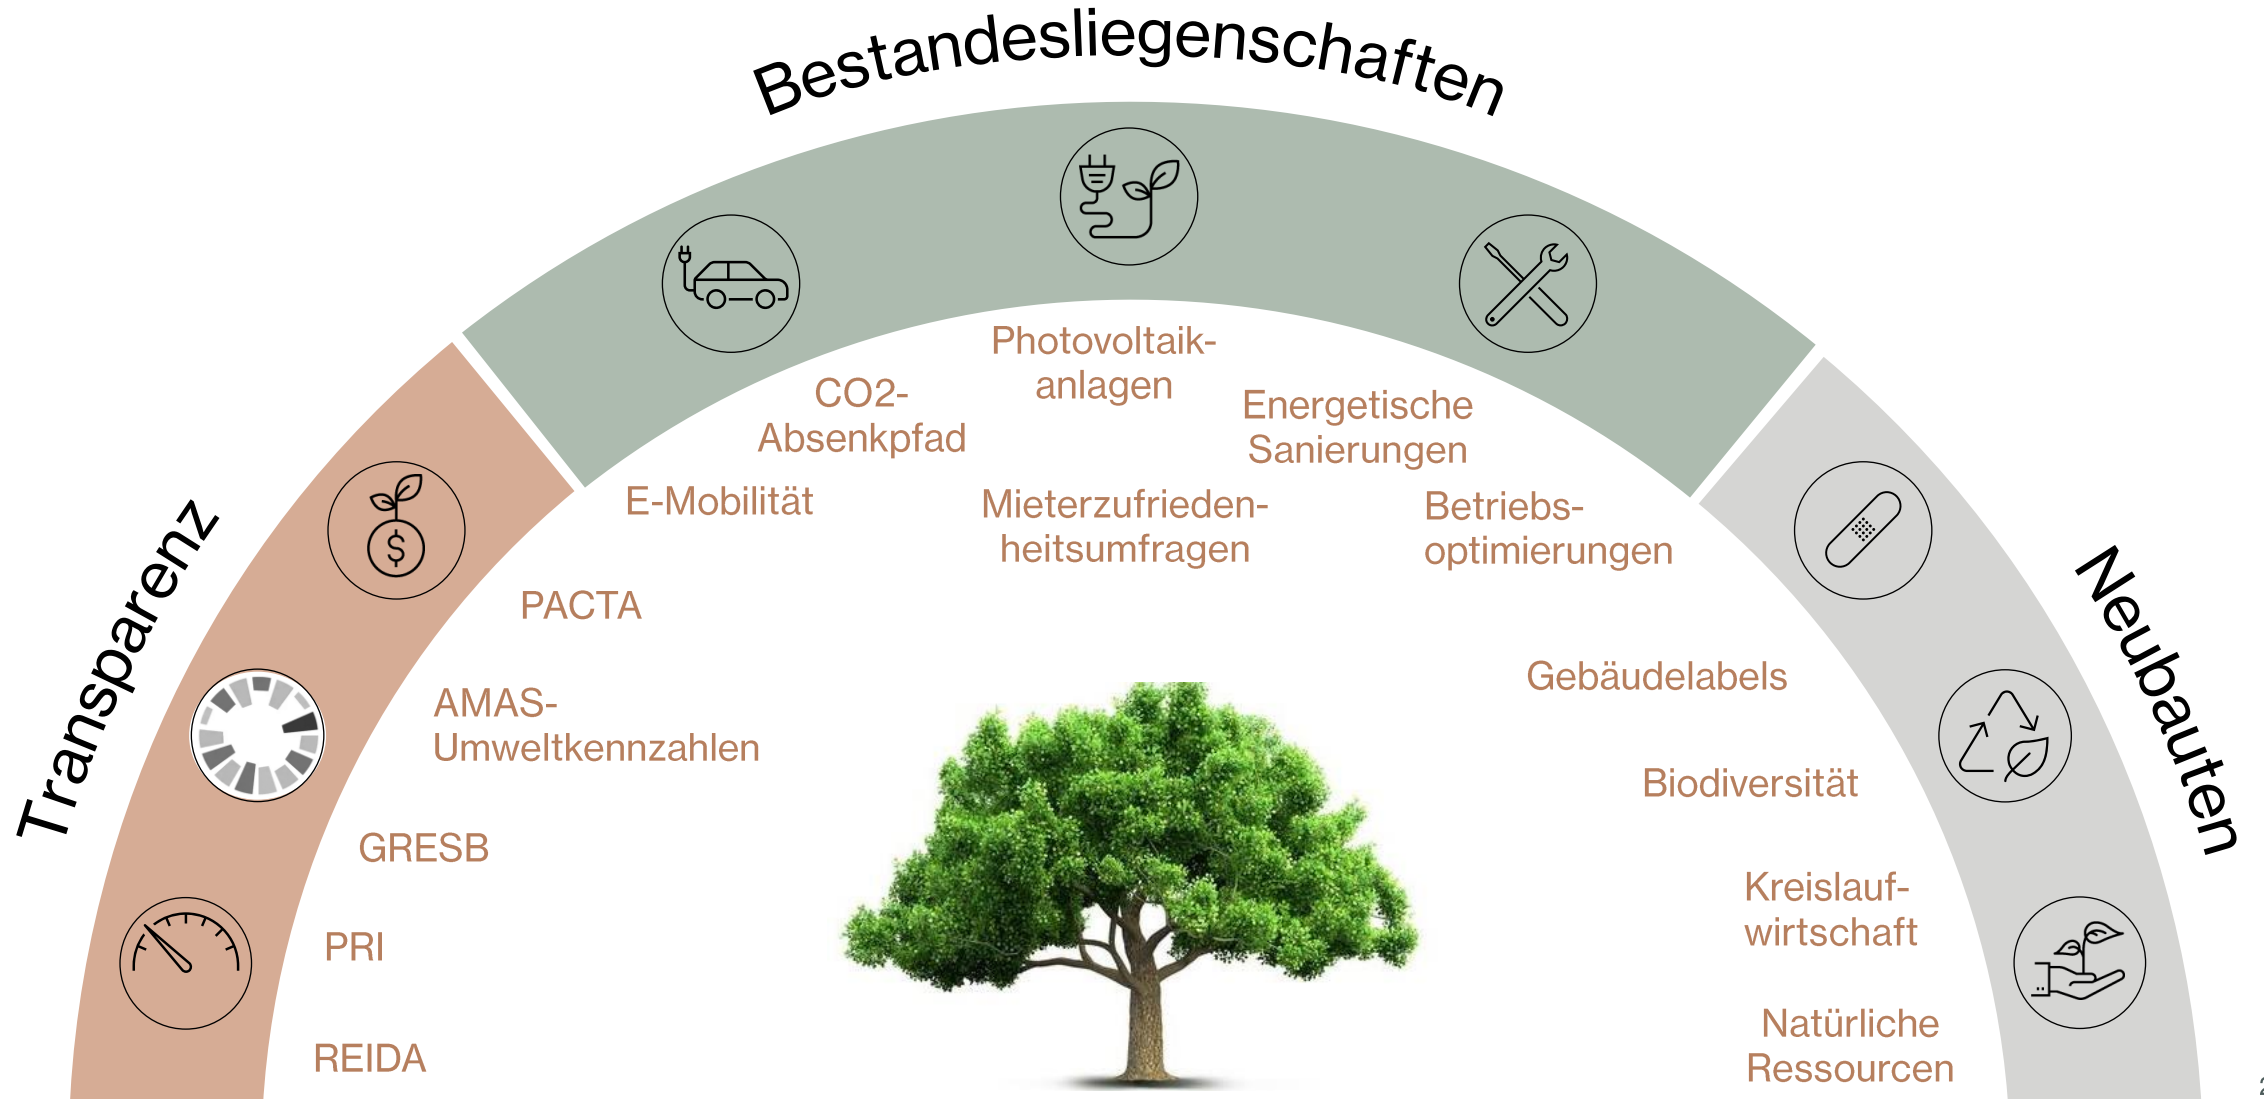 Bestandesliegenschaften
Transparenz
Neubauten
Photovoltaik-
anlagen
CO2-
Absenkpfad
Energetische
Sanierungen
E-Mobilität
Mieterzufrieden-
heitsumfragen
Betriebs-
optimierungen
PACTA
AMAS-
Umweltkennzahlen
GRESB
PRI
REIDA
Gebäudelabels
Biodiversität
Kreislauf-
wirtschaft
Natürliche
Ressourcen
$